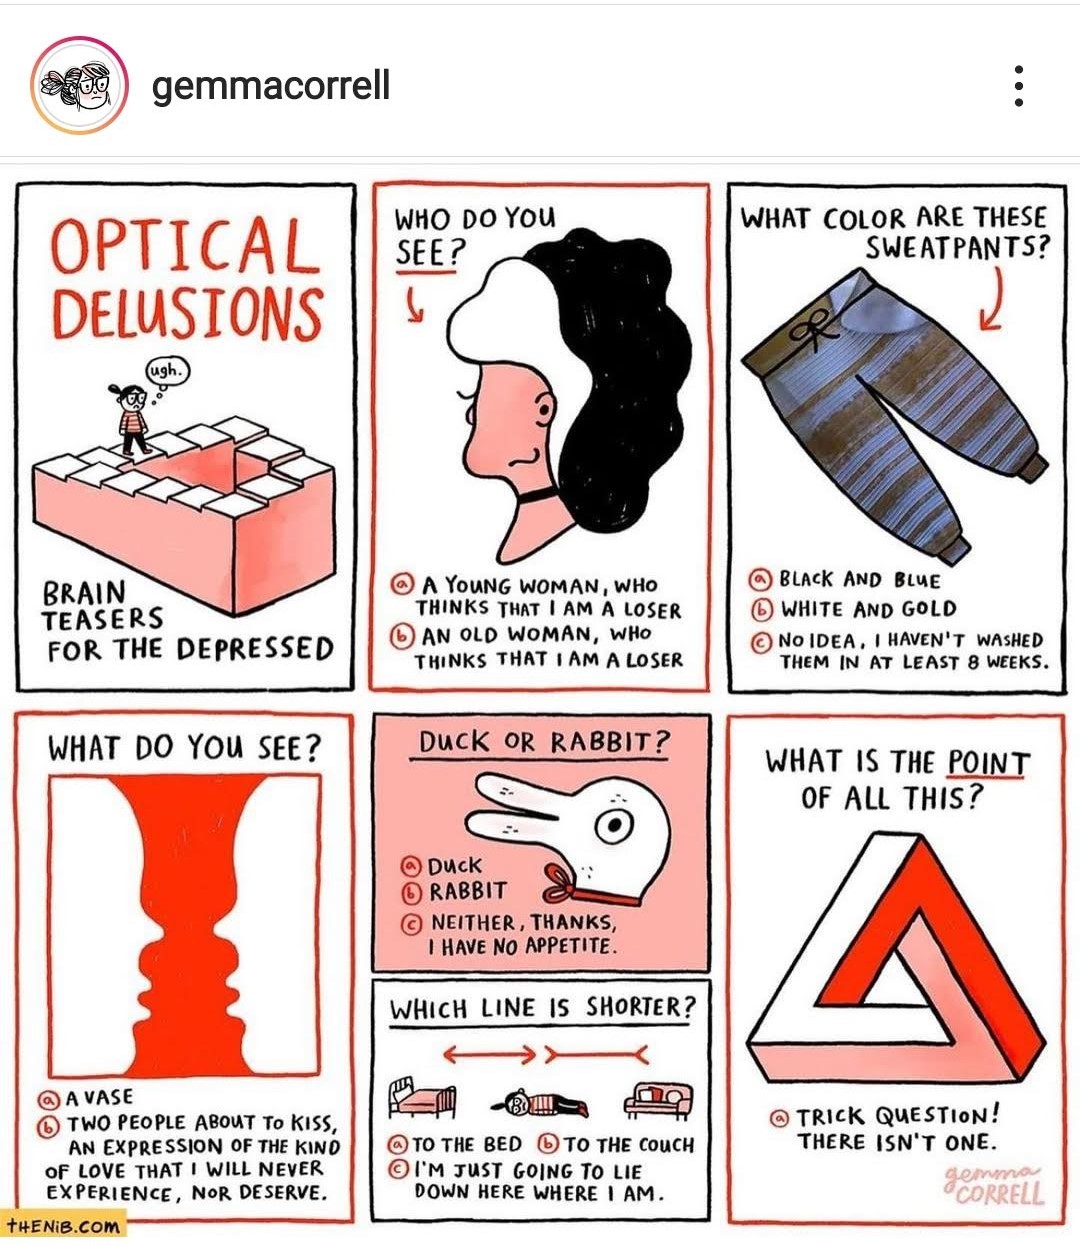 gemmacorrell
OPTICAL
DELUSIONS
ugh.
BRAIN
TEASERS
FOR THE DEPRESSED
WHO DO YOU
SEE?
ⓐ A YOUNG WOMAN, WHO
THINKS THAT I AM A LOSER
ⓑ AN OLD WOMAN, WHO
THINKS THAT I AM A LOSER
WHAT COLOR ARE THESE
SWEATPANTS?
ⓐ BLACK AND BLUE
ⓑ WHITE AND GOLD
ⓒ NO IDEA, I HAVEN'T WASHED
THEM IN AT LEAST 8 WEEKS.
WHAT DO YOU SEE?
ⓐ A VASE
ⓑ TWO PEOPLE ABOUT TO KISS,
AN EXPRESSION OF THE KIND
OF LOVE THAT I WILL NEVER
EXPERIENCE, NOR DESERVE.
DUCK OR RABBIT?
ⓐ DUCK
ⓑ RABBIT
ⓒ NEITHER, THANKS,
I HAVE NO APPETITE.
WHICH LINE IS SHORTER?
ⓐ TO THE BED ⓑ TO THE COUCH
ⓒ I'M JUST GOING TO LIE
DOWN HERE WHERE I AM.
WHAT IS THE POINT
OF ALL THIS?
ⓐ TRICK QUESTION!
THERE ISN'T ONE.
gemma
CORRELL
THENIB.COM